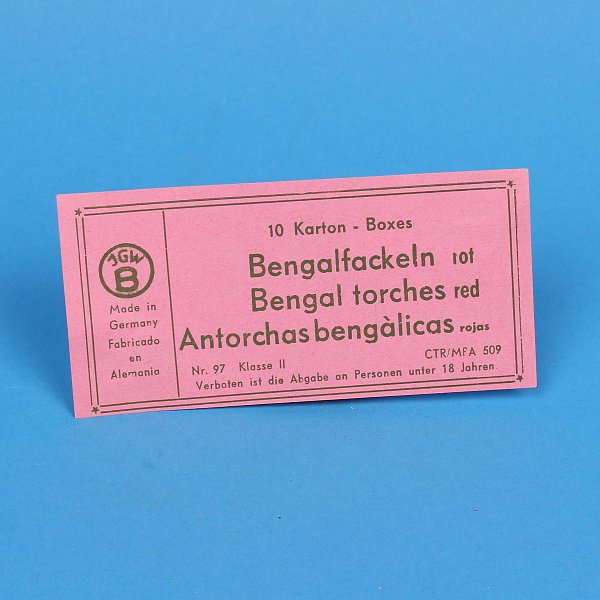 JGW
B
Made in
Germany
Fabricado
en
Alemania
10 Karton - Boxes
Bengalfackeln rot
Bengal torches red
Antorchas bengàlicas rojas
Nr. 97 Klasse II CTR/MFA 509
Verboten ist die Abgabe an Personen unter 18 Jahren.